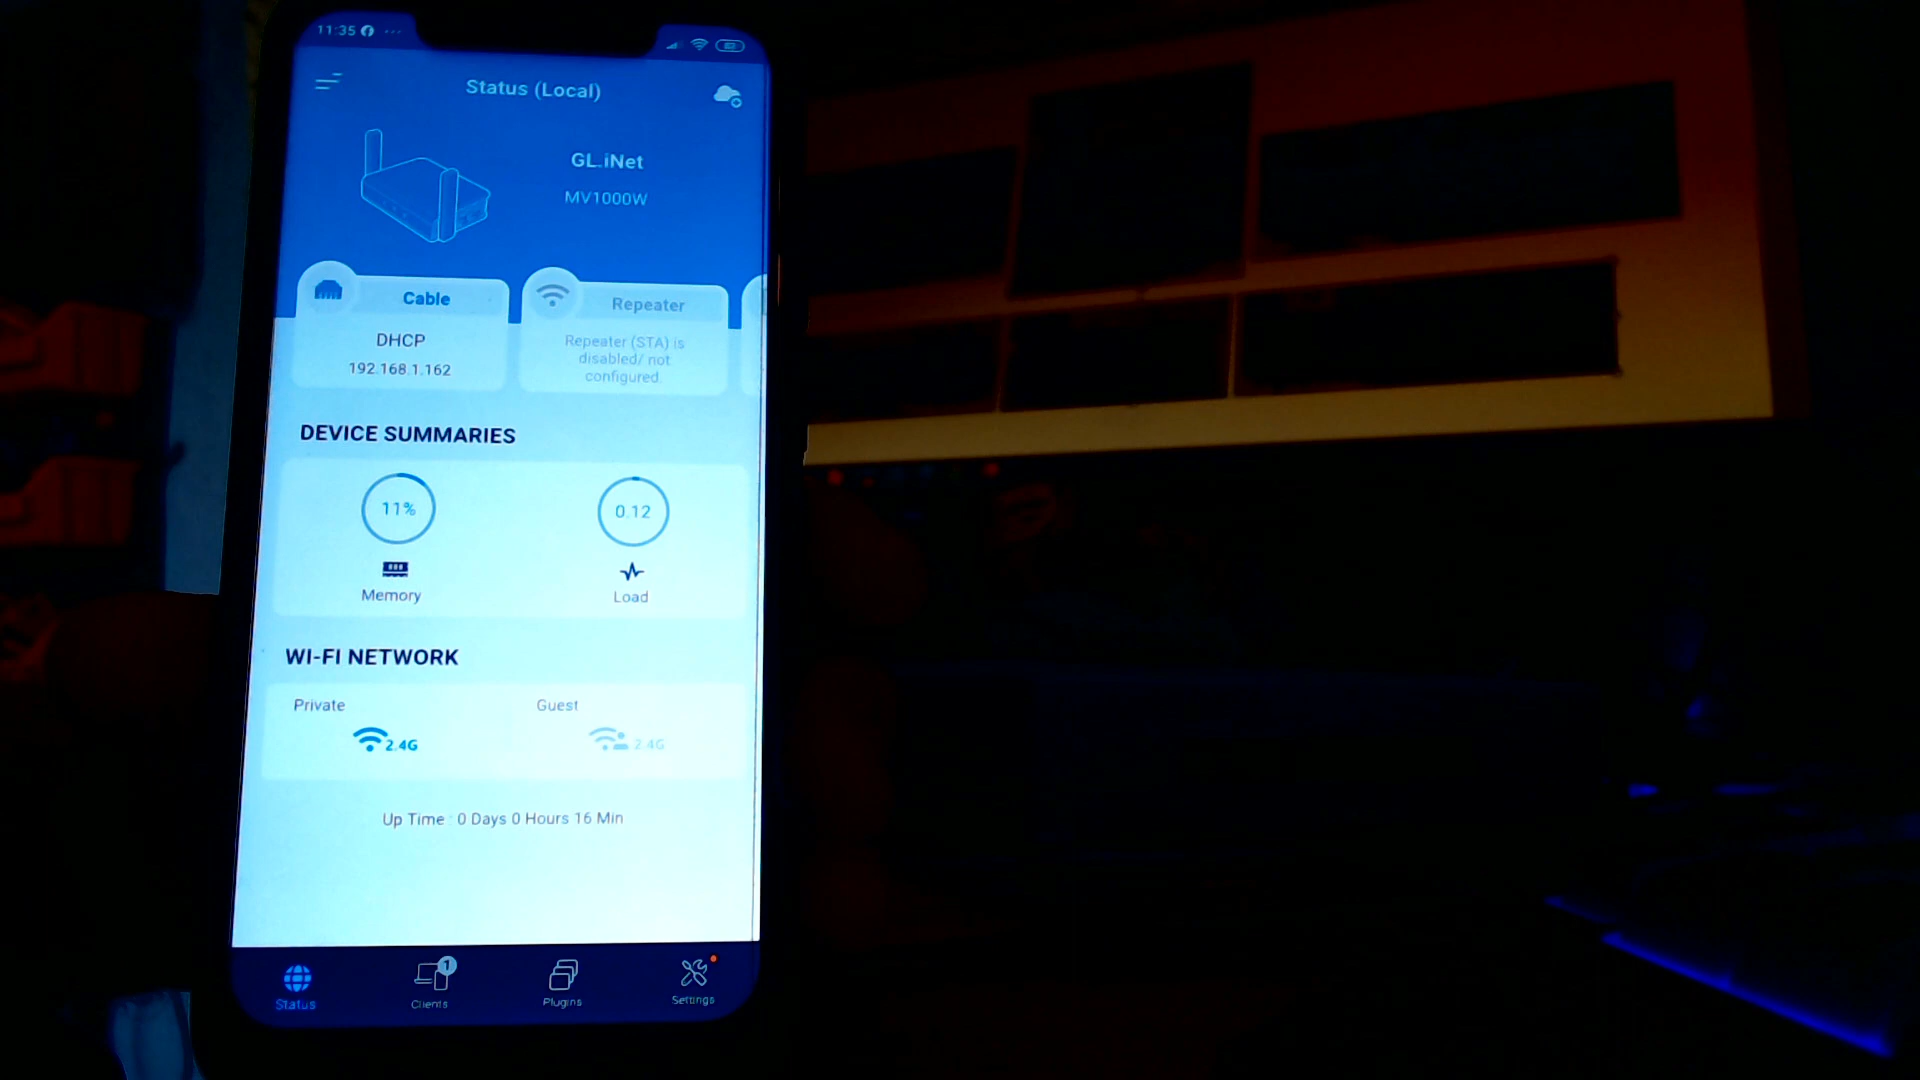 11:35
82
Status (Local)
GL.iNet
MV1000W
Cable
DHCP
192.168.1.162
Repeater
Repeater (STA) is
disabled/ not
configured.
DEVICE SUMMARIES
11%
0.12
Memory
Load
WI-FI NETWORK
Private
Guest
2.4G
2.4G
Up Time : 0 Days 0 Hours 16 Min
1
Status
Clients
Plugins
Settings